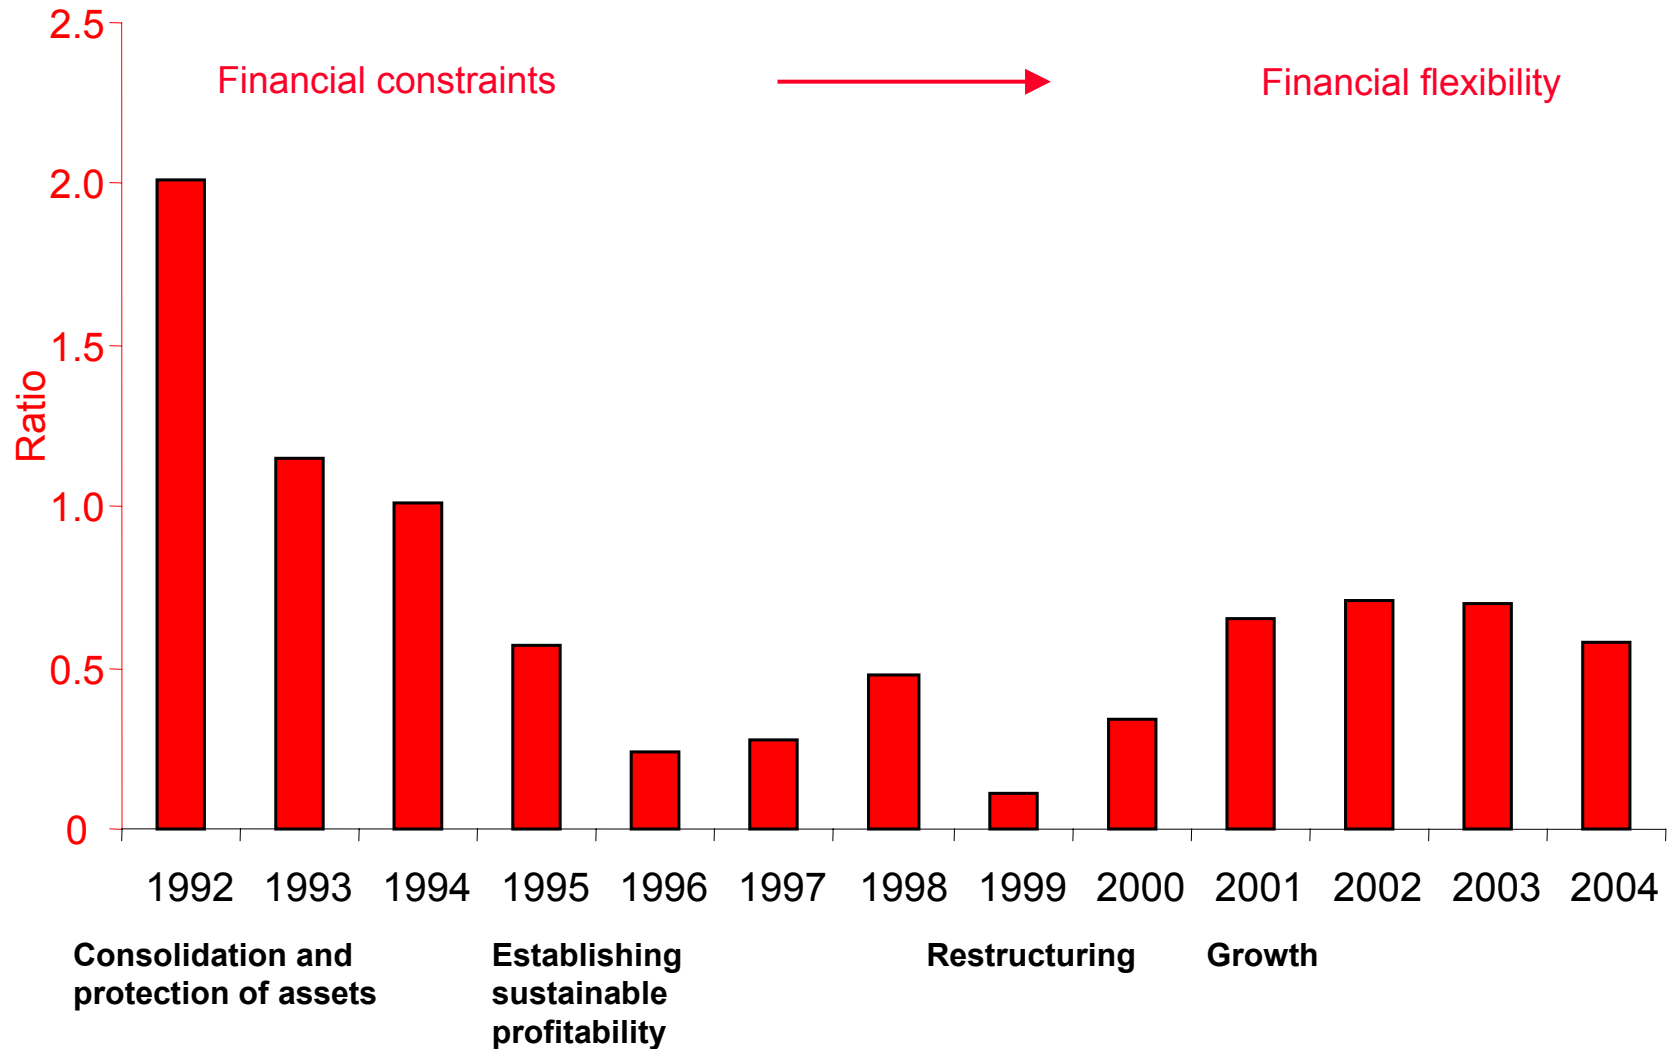 2.5
Financial constraints
Financial flexibility
2.0
1.5
Ratio
1.0
0.5
0
1992 1993 1994 1995 1996 1997 1998 1999 2000 2001 2002 2003 2004
Consolidation and
protection of assets
Establishing
sustainable
profitability
Restructuring
Growth